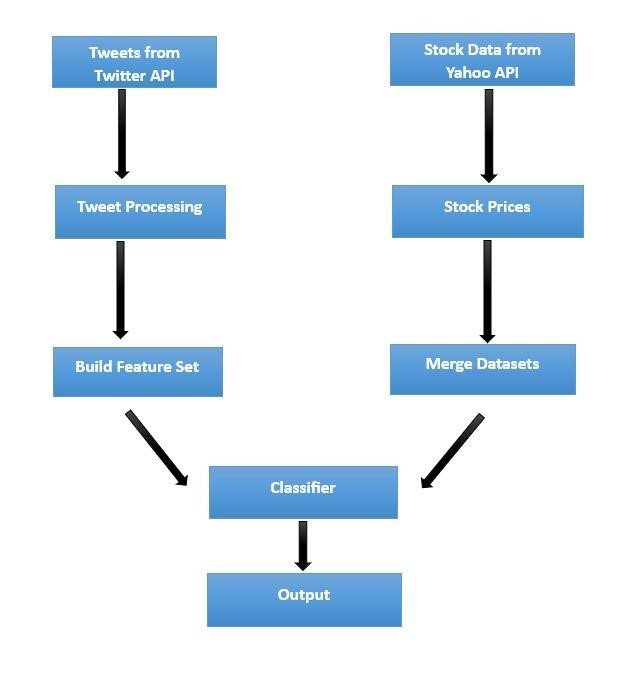 Tweets from
Twitter API
Stock Data from
Yahoo API
Tweet Processing
Stock Prices
Build Feature Set
Merge Datasets
Classifier
Output